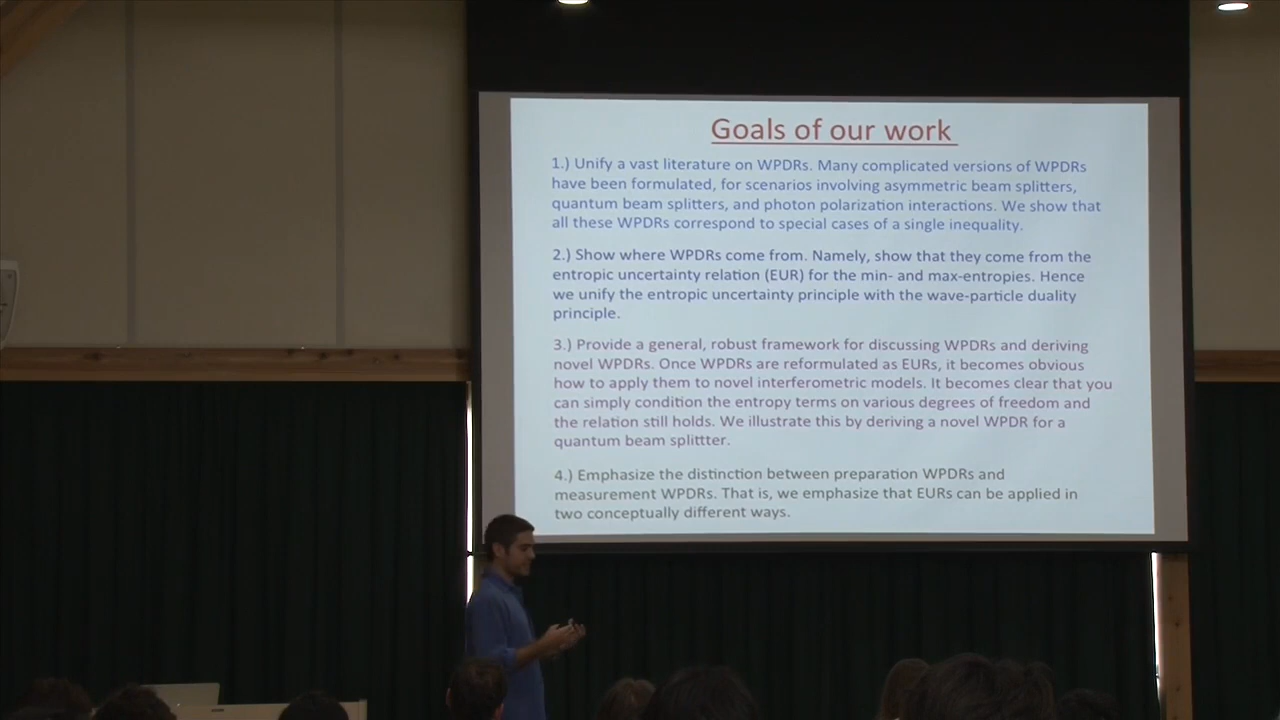 Goals of our work
1.) Unify a vast literature on WPDRs. Many complicated versions of WPDRs
have been formulated, for scenarios involving asymmetric beam splitters,
quantum beam splitters, and photon polarization interactions. We show that
all these WPDRs correspond to special cases of a single inequality.
2.) Show where WPDRs come from. Namely, show that they come from the
entropic uncertainty relation (EUR) for the min- and max-entropies. Hence
we unify the entropic uncertainty principle with the wave-particle duality
principle.
3.) Provide a general, robust framework for discussing WPDRs and deriving
novel WPDRs. Once WPDRs are reformulated as EURs, it becomes obvious
how to apply them to novel interferometric models. It becomes clear that you
can simply condition the entropy terms on various degrees of freedom and
the relation still holds. We illustrate this by deriving a novel WPDR for a
quantum beam splittter.
4.) Emphasize the distinction between preparation WPDRs and
measurement WPDRs. That is, we emphasize that EURs can be applied in
two conceptually different ways.